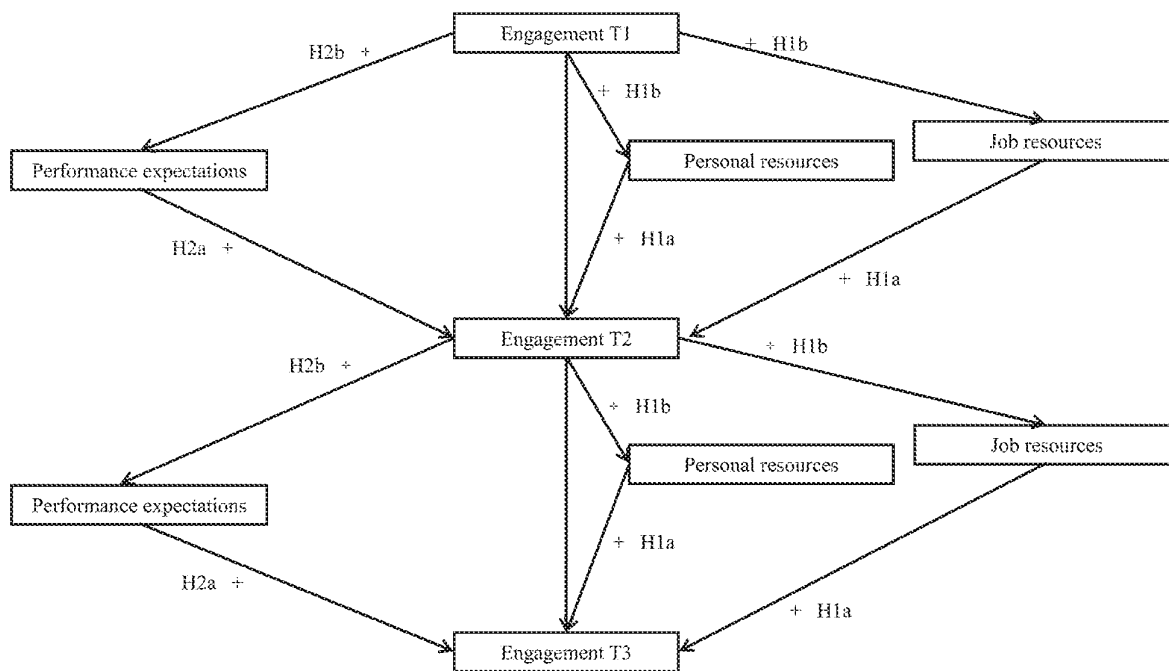 Engagement T1
H2b +
+ H1b
+ H1b
Performance expectations
Personal resources
Job resources
H2a +
+ H1a
+ H1a
Engagement T2
H2b +
+ H1b
+ H1b
Performance expectations
Personal resources
Job resources
H2a +
+ H1a
+ H1a
Engagement T3